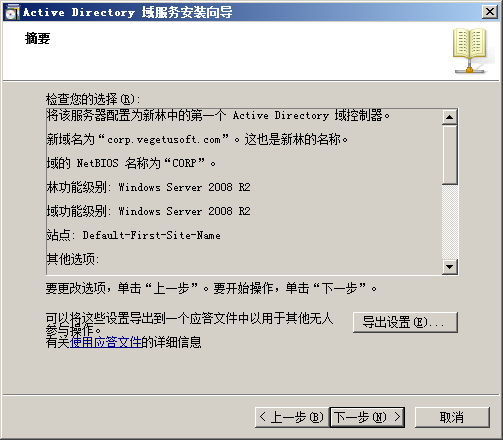 Active Directory 域服务安装向导
摘要
检查您的选择(R):
将该服务器配置为新林中的第一个 Active Directory 域控制器。
新域名为“corp.vegetusoft.com”。这也是新林的名称。
域的 NetBIOS 名称为“CORP”。
林功能级别: Windows Server 2008 R2
域功能级别: Windows Server 2008 R2
站点: Default-First-Site-Name
其他选项:
要更改选项，单击“上一步”。要开始操作，单击“下一步”。
可以将这些设置导出到一个应答文件中以用于其他无人
参与操作。
导出设置(E)...
有关使用应答文件的详细信息
< 上一步(B) 下一步(N) > 取消